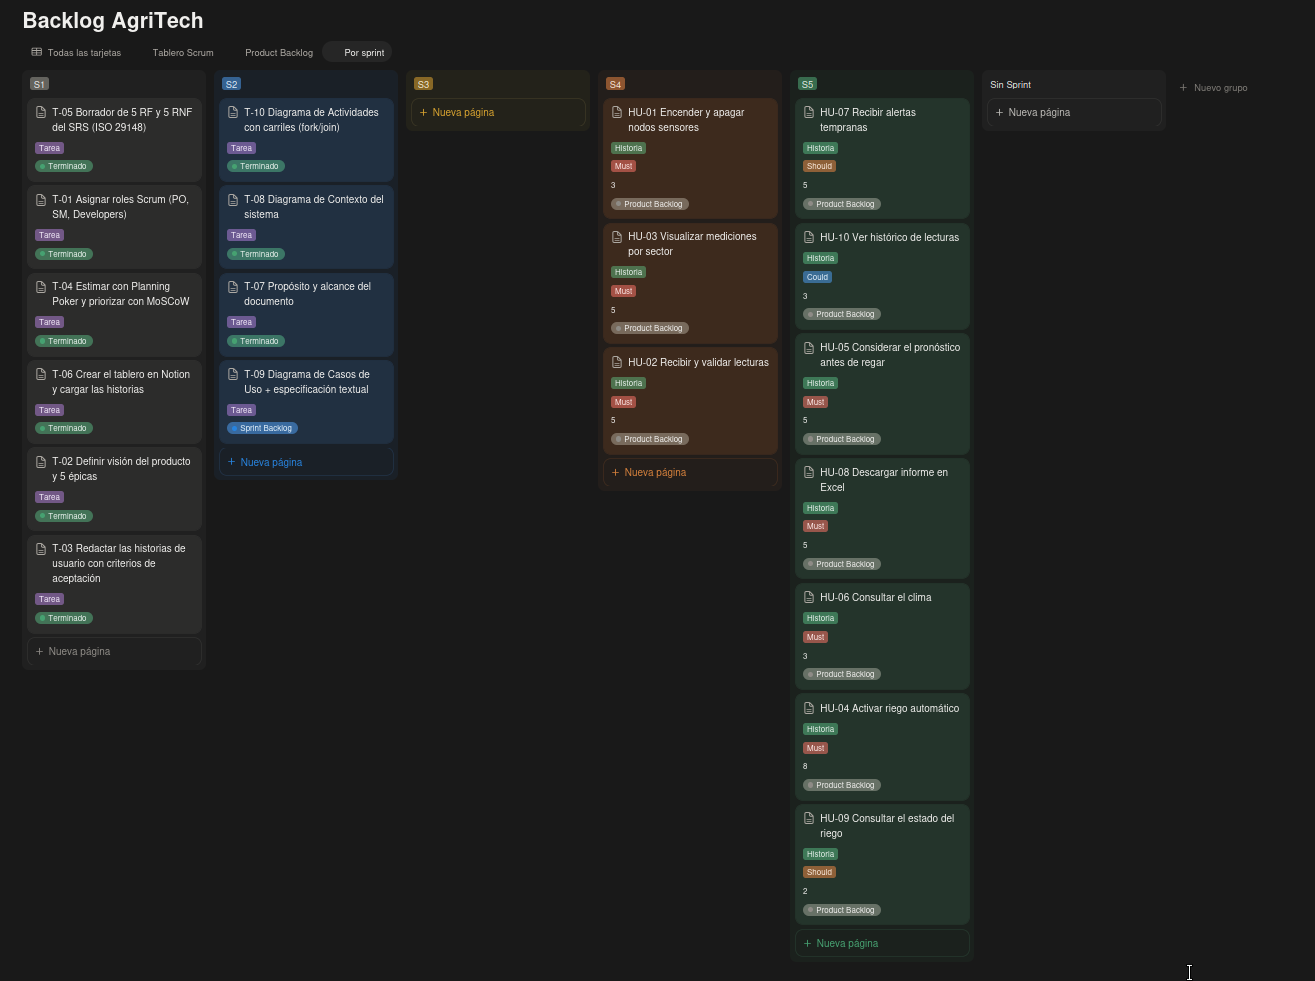 Backlog AgriTech
Todas las tarjetas
Tablero Scrum
Product Backlog
Por sprint
S1
T-05 Borrador de 5 RF y 5 RNF
del SRS (ISO 29148)
Tarea
Terminado
T-01 Asignar roles Scrum (PO,
SM, Developers)
Tarea
Terminado
T-04 Estimar con Planning
Poker y priorizar con MoSCoW
Tarea
Terminado
T-06 Crear el tablero en Notion
y cargar las historias
Tarea
Terminado
T-02 Definir visión del producto
y 5 épicas
Tarea
Terminado
T-03 Redactar las historias de
usuario con criterios de
aceptación
Tarea
Terminado
+ Nueva página
S2
T-10 Diagrama de Actividades
con carriles (fork/join)
Tarea
Terminado
T-08 Diagrama de Contexto del
sistema
Tarea
Terminado
T-07 Propósito y alcance del
documento
Tarea
Terminado
T-09 Diagrama de Casos de
Uso + especificación textual
Tarea
Sprint Backlog
+ Nueva página
S3
+ Nueva página
S4
HU-01 Encender y apagar
nodos sensores
Historia
Must
3
Product Backlog
HU-03 Visualizar mediciones
por sector
Historia
Must
5
Product Backlog
HU-02 Recibir y validar lecturas
Historia
Must
5
Product Backlog
+ Nueva página
S5
HU-07 Recibir alertas
tempranas
Historia
Should
5
Product Backlog
HU-10 Ver histórico de lecturas
Historia
Could
3
Product Backlog
HU-05 Considerar el pronóstico
antes de regar
Historia
Must
5
Product Backlog
HU-08 Descargar informe en
Excel
Historia
Must
5
Product Backlog
HU-06 Consultar el clima
Historia
Must
3
Product Backlog
HU-04 Activar riego automático
Historia
Must
8
Product Backlog
HU-09 Consultar el estado del
riego
Historia
Should
2
Product Backlog
+ Nueva página
Sin Sprint
+ Nueva página
+ Nuevo grupo